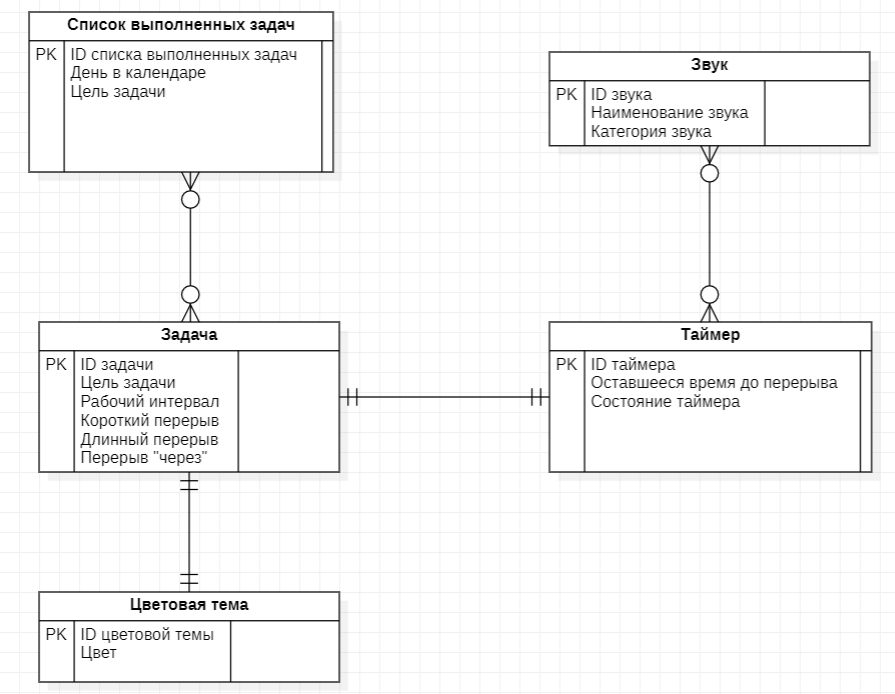 Список выполненных задач
PK ID списка выполненных задач
День в календаре
Цель задачи
Звук
PK ID звука
Наименование звука
Категория звука
Задача
PK ID задачи
Цель задачи
Рабочий интервал
Короткий перерыв
Длинный перерыв
Перерыв "через"
Таймер
PK ID таймера
Оставшееся время до перерыва
Состояние таймера
Цветовая тема
PK ID цветовой темы
Цвет